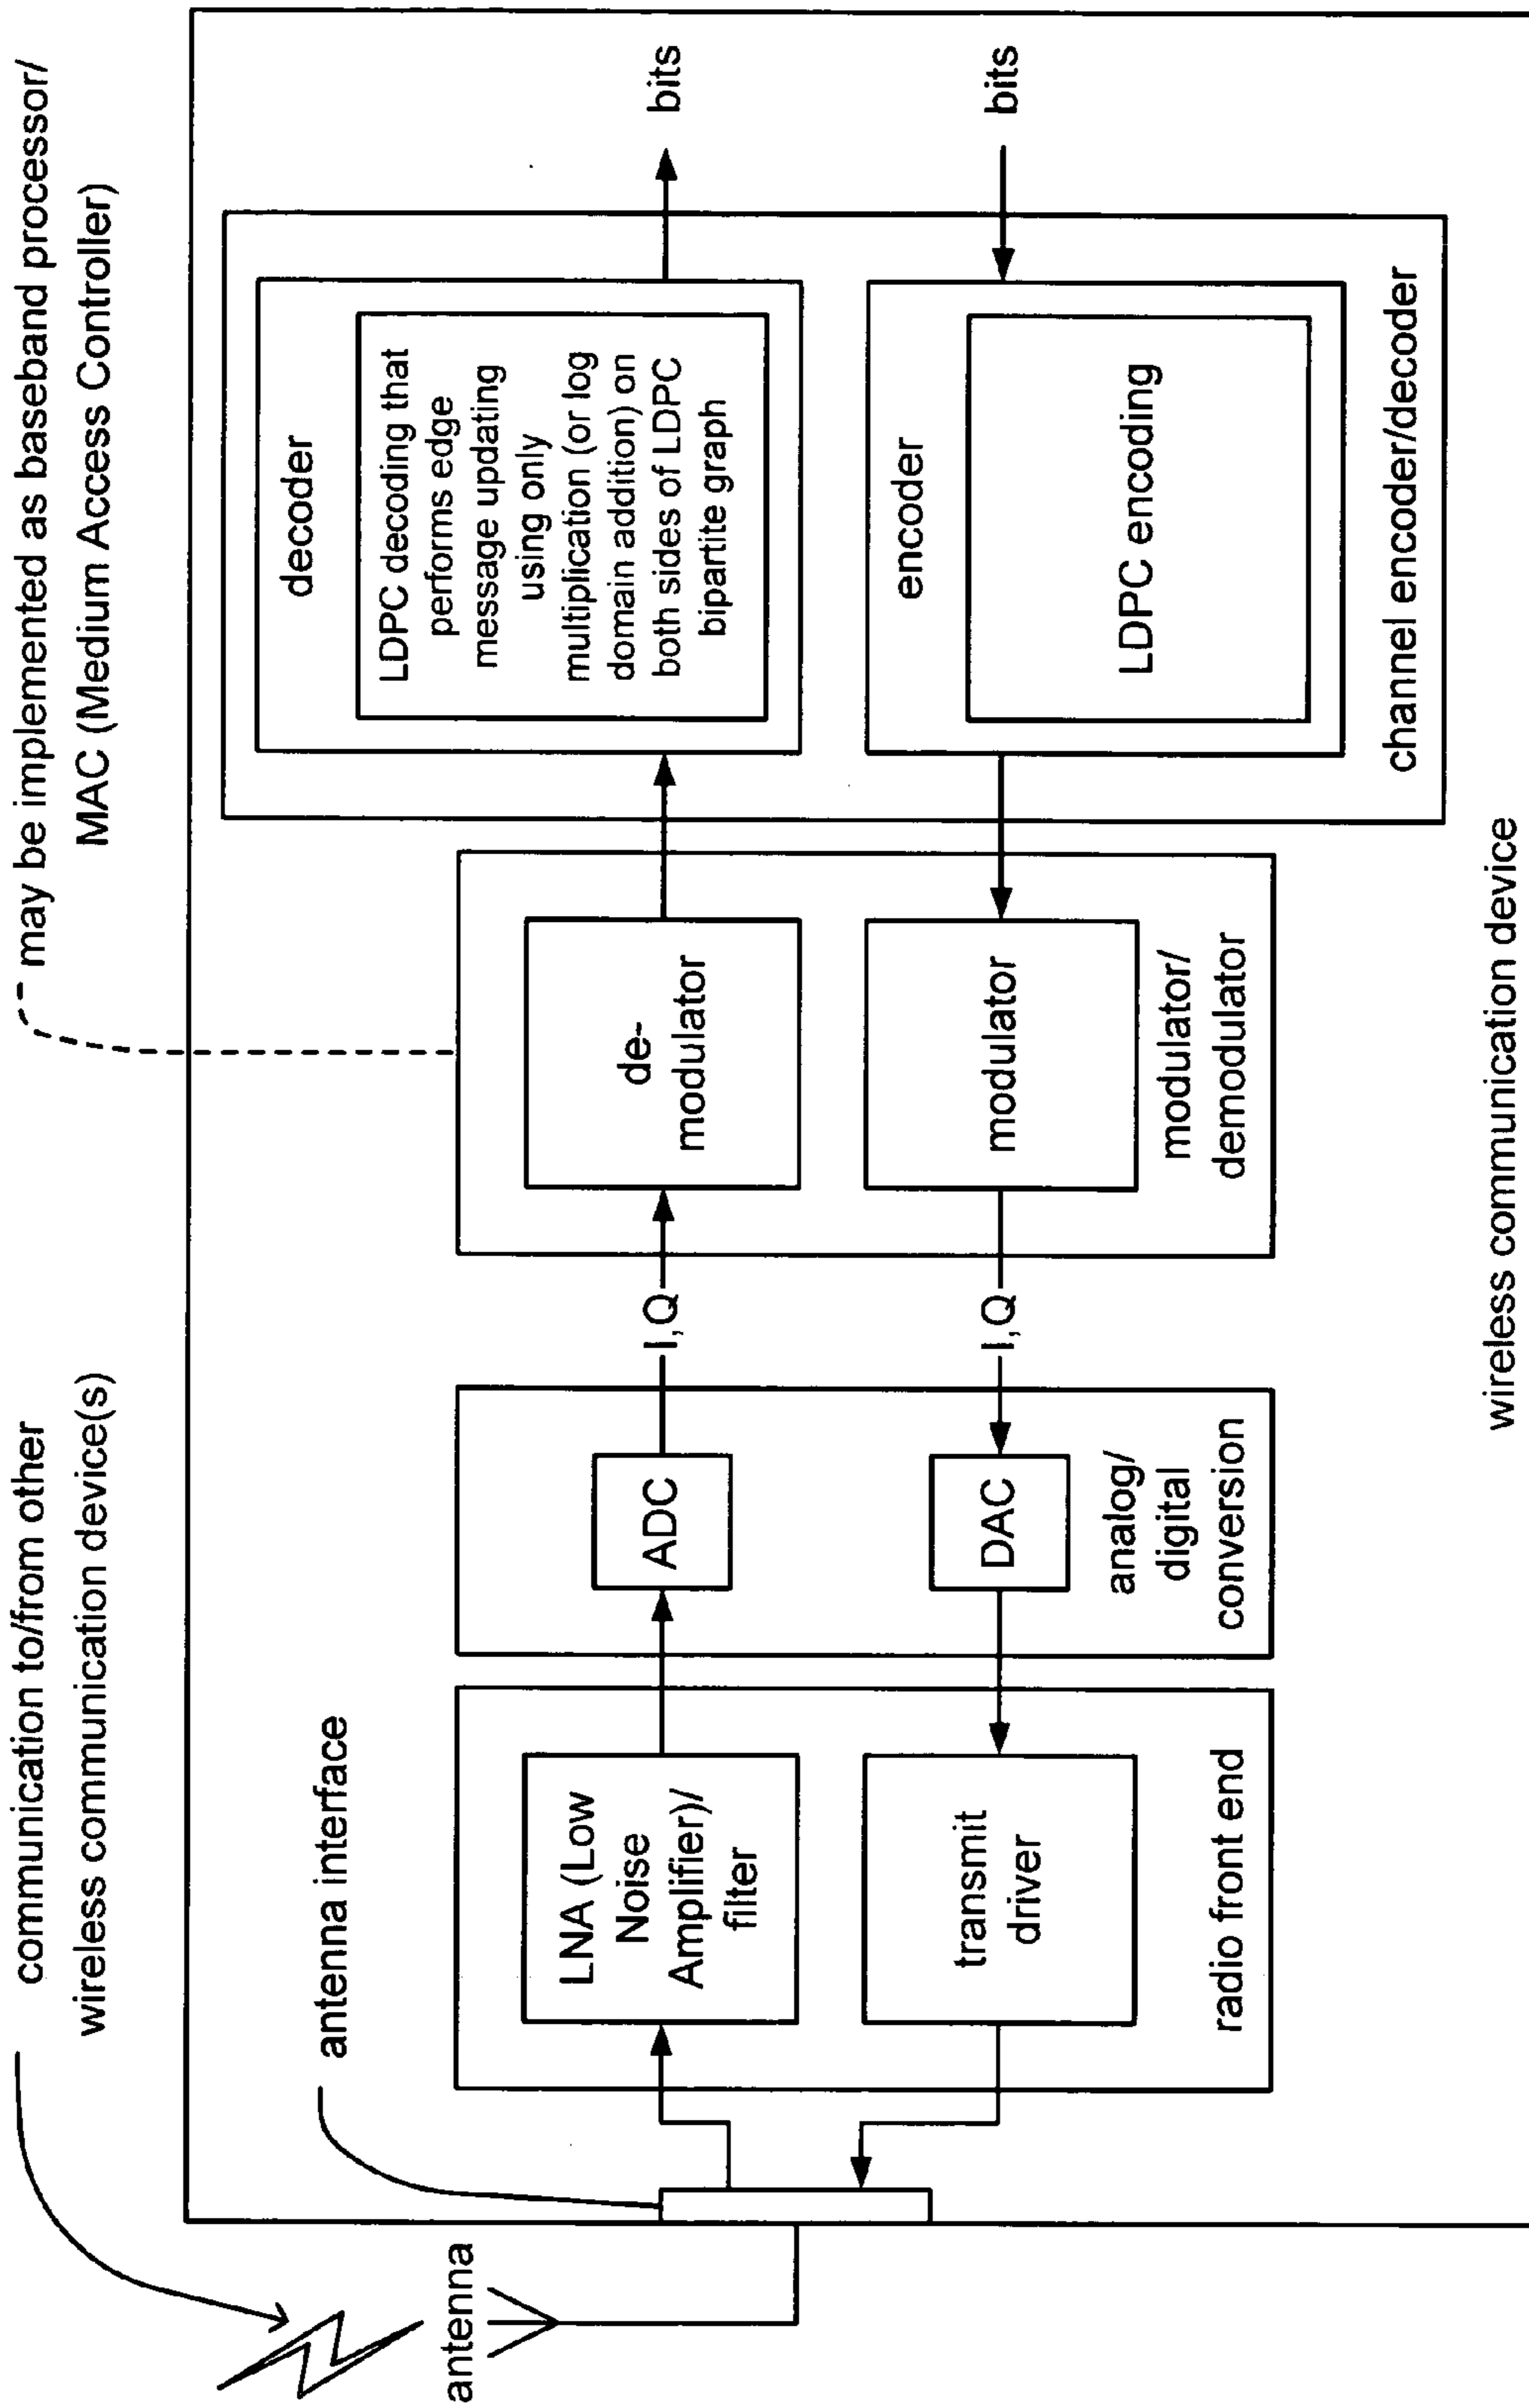 communication to/from other
wireless communication device(s)
may be implemented as baseband processor/
MAC (Medium Access Controller)
antenna interface
antenna
LNA (Low
Noise
Amplifier)/
filter
transmit
driver
radio front end
ADC
DAC
analog/
digital
conversion
I,Q
I,Q
de-
modulator
modulator
modulator/
demodulator
decoder
LDPC decoding that
performs edge
message updating
using only
multiplication (or log
domain addition) on
both sides of LDPC
bipartite graph
encoder
LDPC encoding
channel encoder/decoder
bits
bits
wireless communication device